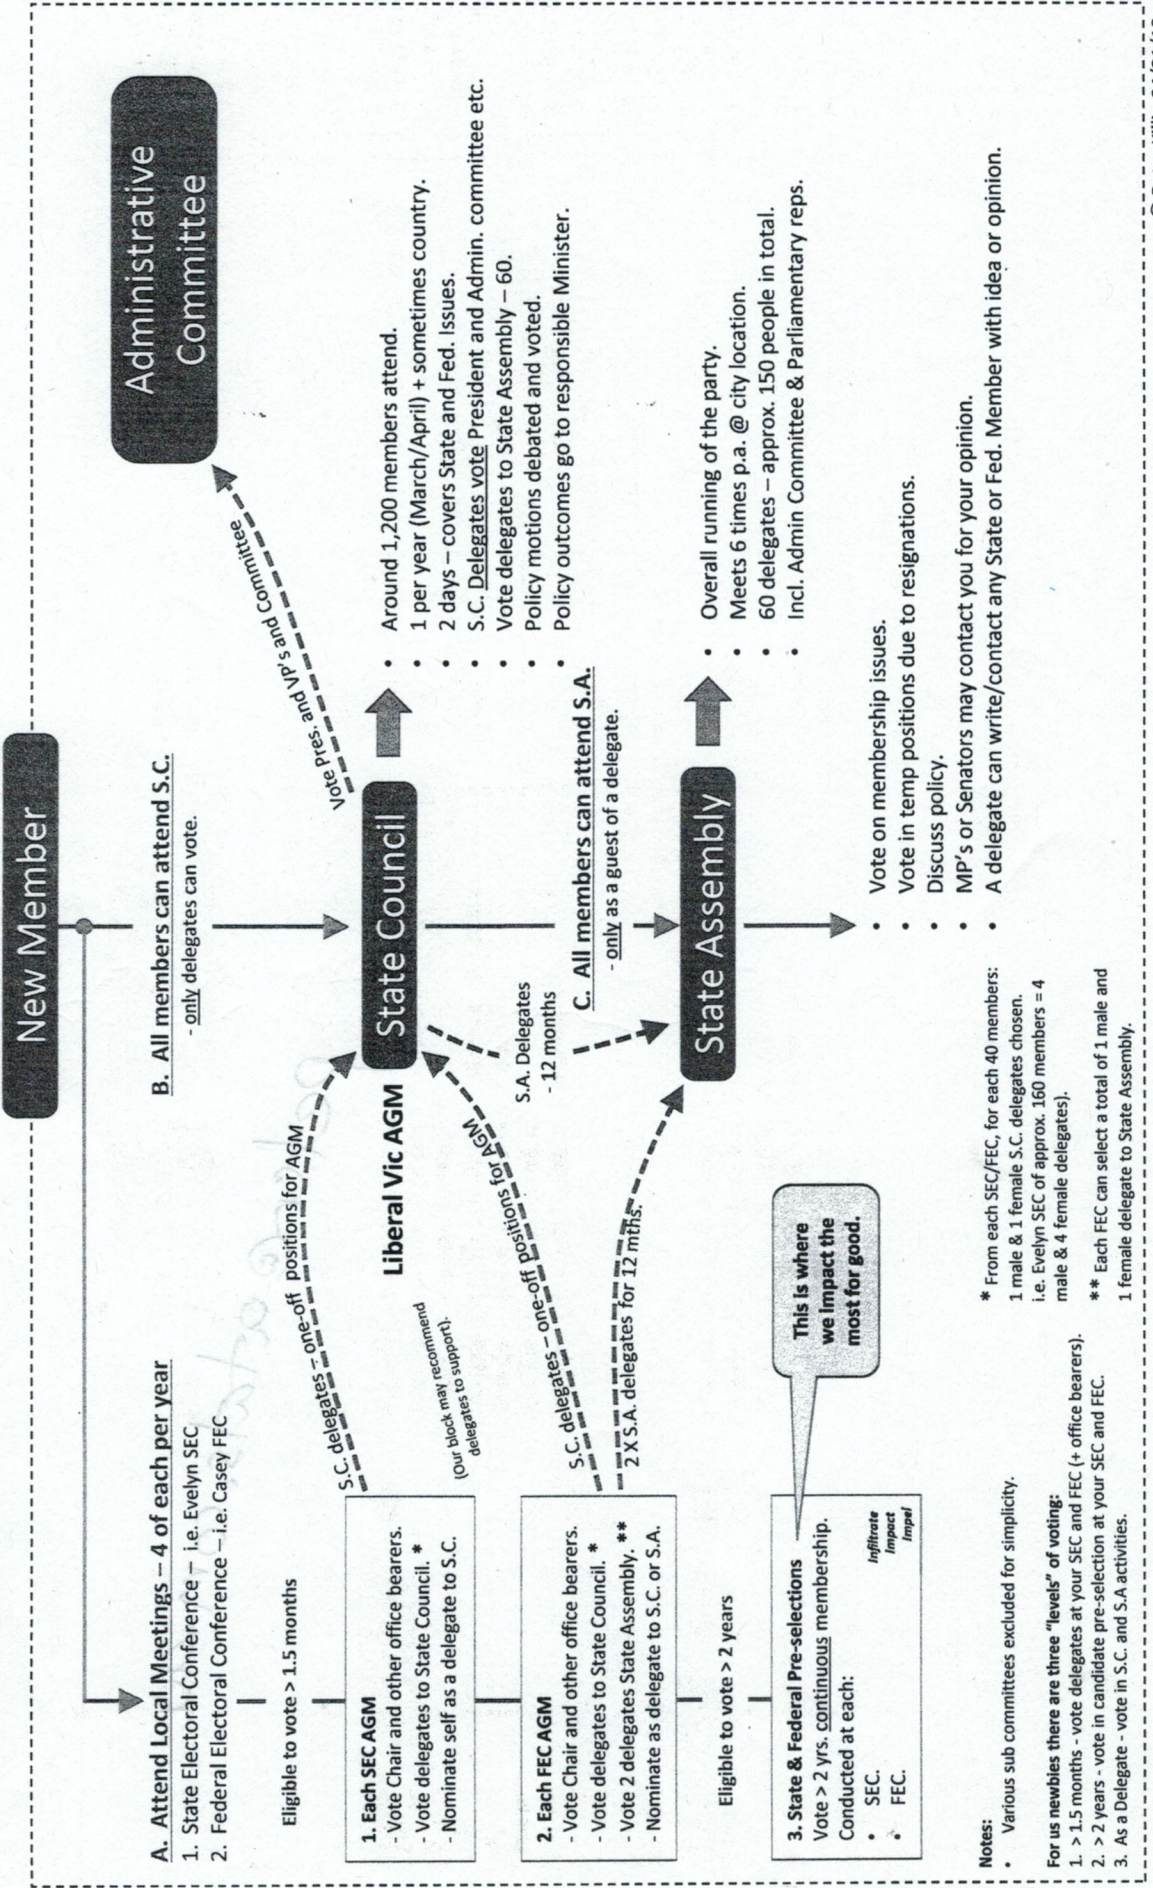 New Member
A. Attend Local Meetings – 4 of each per year
1. State Electoral Conference – i.e. Evelyn SEC
2. Federal Electoral Conference – i.e. Casey FEC
Eligible to vote > 1.5 months
1. Each SEC AGM
- Vote Chair and other office bearers.
- Vote delegates to State Council. *
- Nominate self as a delegate to S.C.
2. Each FEC AGM
- Vote Chair and other office bearers.
- Vote delegates to State Council. *
- Vote 2 delegates State Assembly. **
- Nominate as delegate to S.C. or S.A.
Eligible to vote > 2 years
3. State & Federal Pre-selections
Vote > 2 yrs. continuous membership.
Conducted at each:
• SEC.
• FEC.
Infiltrate
Impact
Impel
This is where
we impact the
most for good.
S.C. delegates – one-off positions for AGM
(Our block may recommend
delegates to support).
S.C. delegates – one-off positions for AGM
2 X S.A. delegates for 12 mths.
B. All members can attend S.C.
- only delegates can vote.
Liberal Vic AGM
State Council
Vote Pres. and VP's and Committee
Administrative
Committee
• Around 1,200 members attend.
• 1 per year (March/April) + sometimes country.
• 2 days – covers State and Fed. Issues.
• S.C. Delegates vote President and Admin. committee etc.
• Vote delegates to State Assembly – 60.
• Policy motions debated and voted.
• Policy outcomes go to responsible Minister.
S.A. Delegates
- 12 months
C. All members can attend S.A.
- only as a guest of a delegate.
State Assembly
• Overall running of the party.
• Meets 6 times p.a. @ city location.
• 60 delegates – approx. 150 people in total.
• Incl. Admin Committee & Parliamentary reps.
• Vote on membership issues.
• Vote in temp positions due to resignations.
• Discuss policy.
• MP's or Senators may contact you for your opinion.
• A delegate can write/contact any State or Fed. Member with idea or opinion.
Notes:
• Various sub committees excluded for simplicity.
For us newbies there are three "levels" of voting:
1. > 1.5 months - vote delegates at your SEC and FEC (+ office bearers).
2. > 2 years - vote in candidate pre-selection at your SEC and FEC.
3. As a Delegate - vote in S.C. and S.A activities.
* From each SEC/FEC, for each 40 members:
1 male & 1 female S.C. delegates chosen.
i.e. Evelyn SEC of approx. 160 members = 4
male & 4 female delegates).
** Each FEC can select a total of 1 male and
1 female delegate to State Assembly.